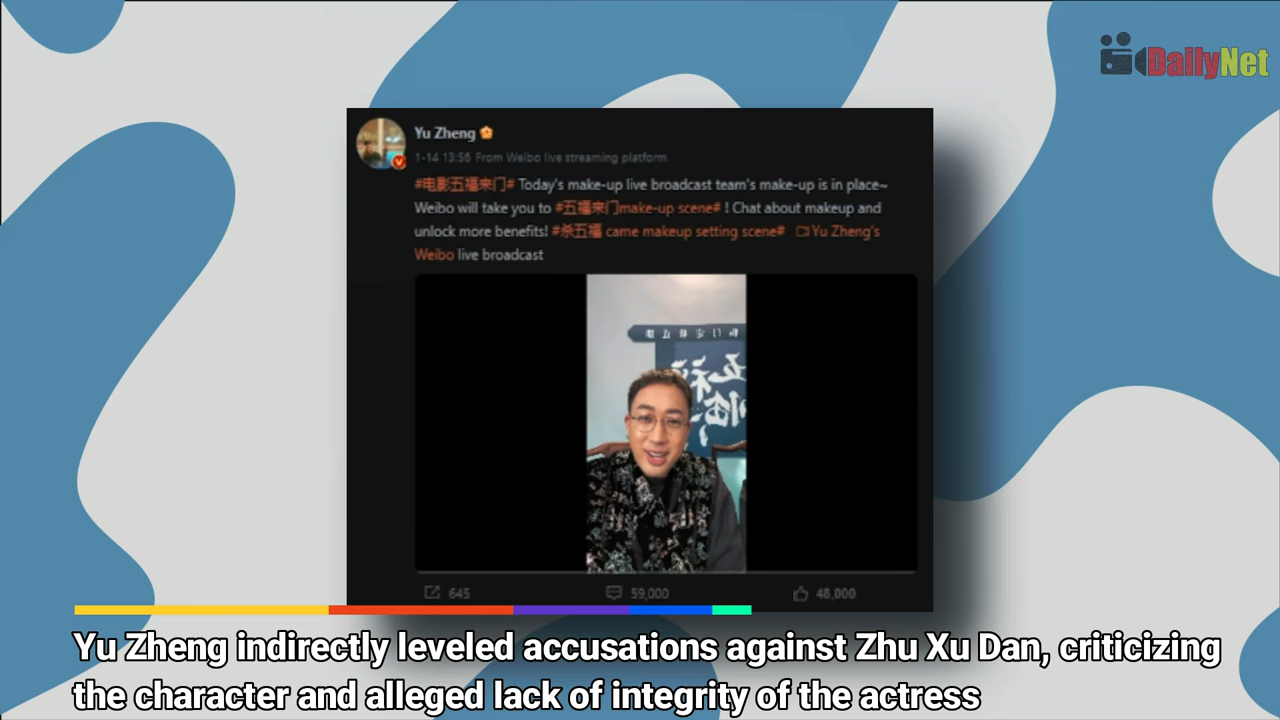 DailyNet
Yu Zheng
1-14 13:56 From Weibo live streaming platform
#电影五福来门# Today's make-up live broadcast team's make-up is in place~
Weibo will take you to #五福来门make-up scene# ! Chat about makeup and
unlock more benefits! #杀五福 came makeup setting scene# Yu Zheng's
Weibo live broadcast
645 59,000 48,000
Yu Zheng indirectly leveled accusations against Zhu Xu Dan, criticizing
the character and alleged lack of integrity of the actress